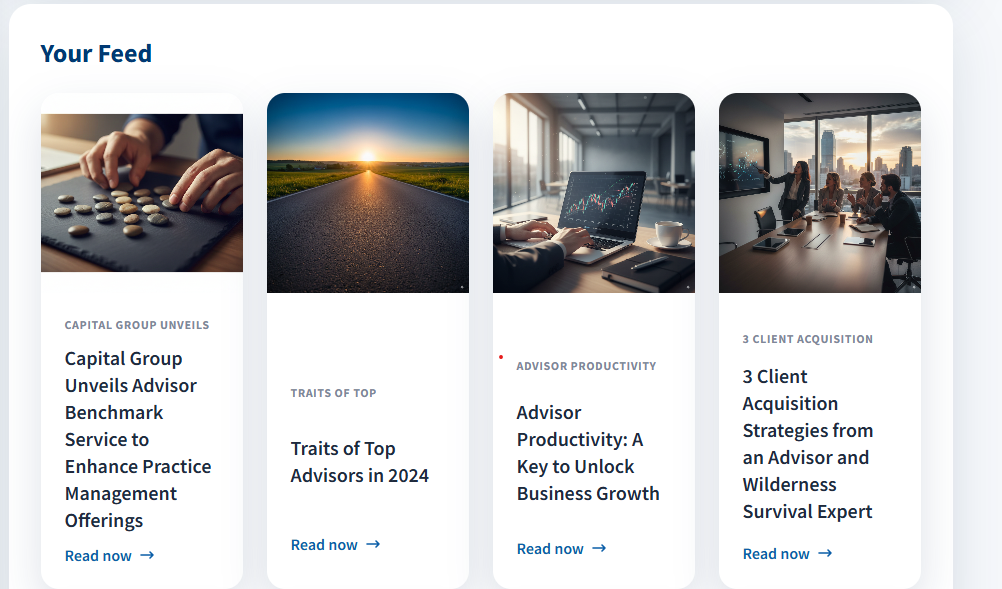 Your Feed
CAPITAL GROUP UNVEILS
Capital Group
Unveils Advisor
Benchmark
Service to
Enhance Practice
Management
Offerings
Read now →
TRAITS OF TOP
Traits of Top
Advisors in 2024
Read now →
ADVISOR PRODUCTIVITY
Advisor
Productivity: A
Key to Unlock
Business Growth
Read now →
3 CLIENT ACQUISITION
3 Client
Acquisition
Strategies from
an Advisor and
Wilderness
Survival Expert
Read now →